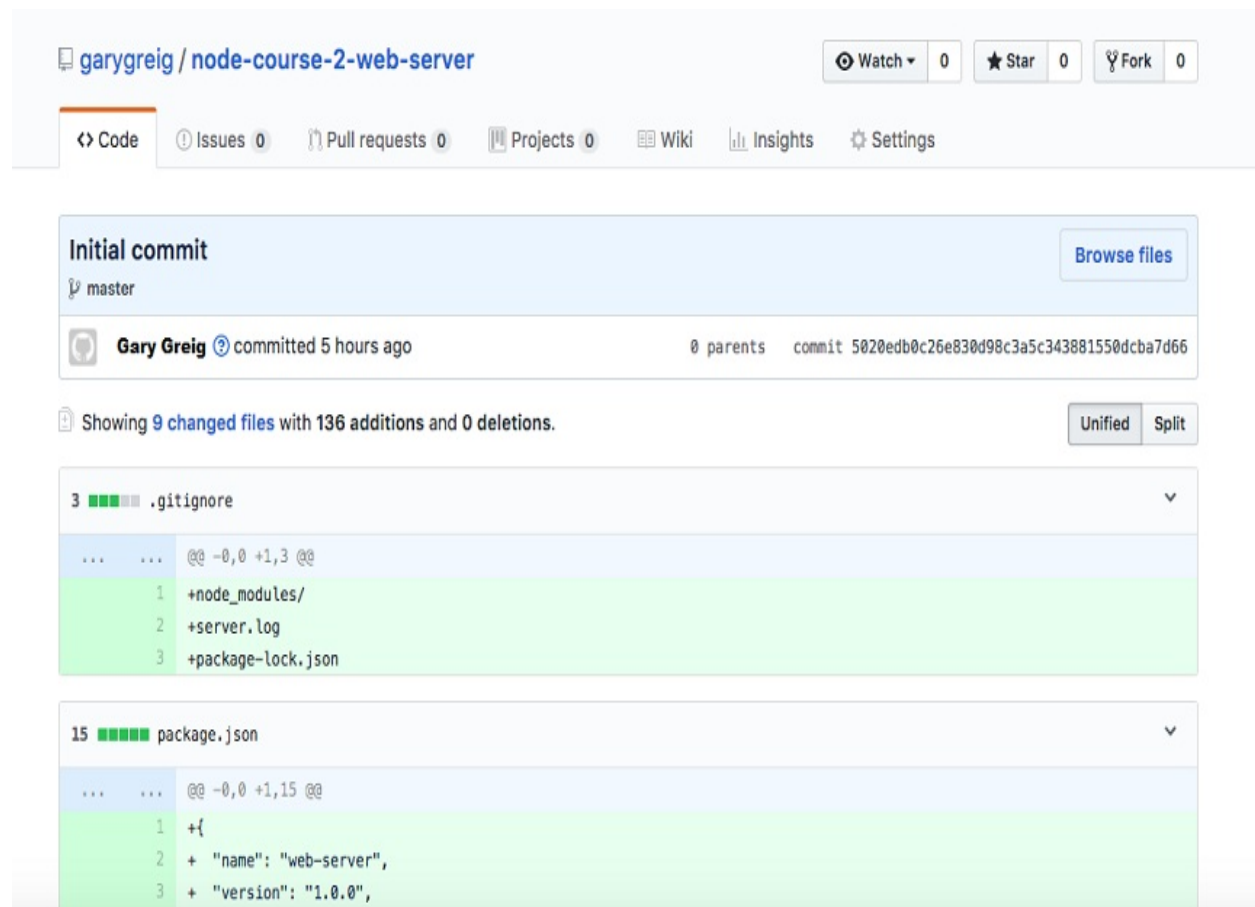 garygreig / node-course-2-web-server
Watch 0 Star 0 Fork 0
<> Code Issues 0 Pull requests 0 Projects 0 Wiki Insights Settings
Initial commit
Browse files
master
Gary Greig ? committed 5 hours ago 0 parents commit 5020edb0c26e830d98c3a5c343881550dcba7d66
Showing 9 changed files with 136 additions and 0 deletions.
Unified Split
3 .gitignore
... ... @@ -0,0 +1,3 @@
1 +node_modules/
2 +server.log
3 +package-lock.json
15 package.json
... ... @@ -0,0 +1,15 @@
1 +{
2 + "name": "web-server",
3 + "version": "1.0.0",